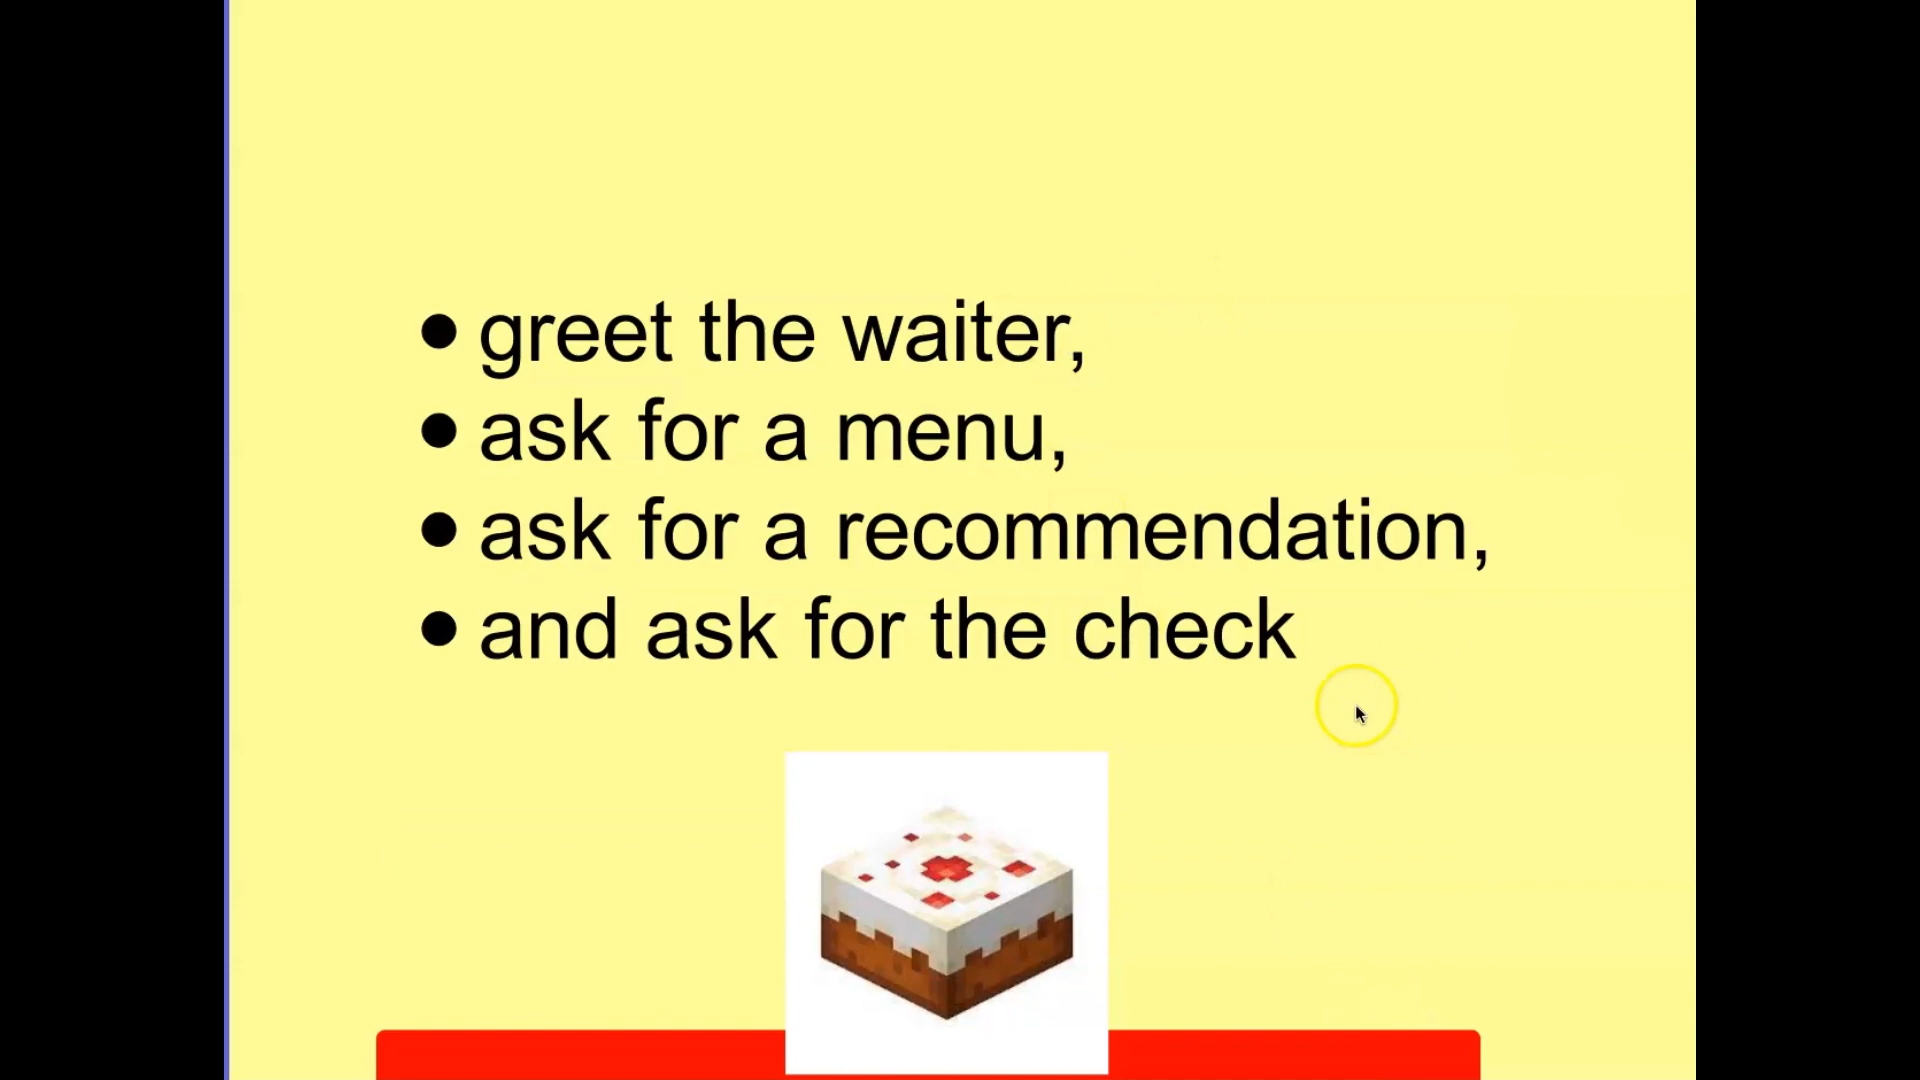 ● greet the waiter,
● ask for a menu,
● ask for a recommendation,
● and ask for the check